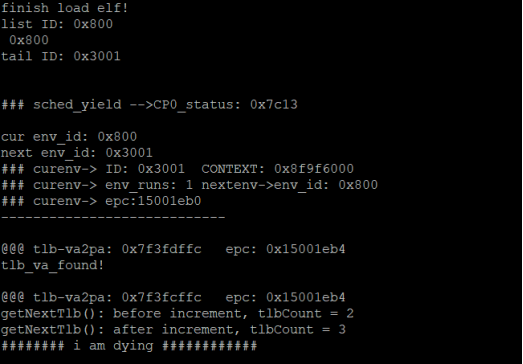 finish load elf!
list ID: 0x800
 0x800
tail ID: 0x3001
### sched_yield -->CP0_status: 0x7c13
cur env_id: 0x800
next env_id: 0x3001
### curenv-> ID: 0x3001  CONTEXT: 0x8f9f6000
### curenv-> env_runs: 1 nextenv->env_id: 0x800
### curenv-> epc:15001eb0
----------------------------
@@@ tlb-va2pa: 0x7f3fdffc   epc: 0x15001eb4
tlb_va_found!
@@@ tlb-va2pa: 0x7f3fcffc   epc: 0x15001eb4
getNextTlb(): before increment, tlbCount = 2
getNextTlb(): after increment, tlbCount = 3
######## i am dying ############